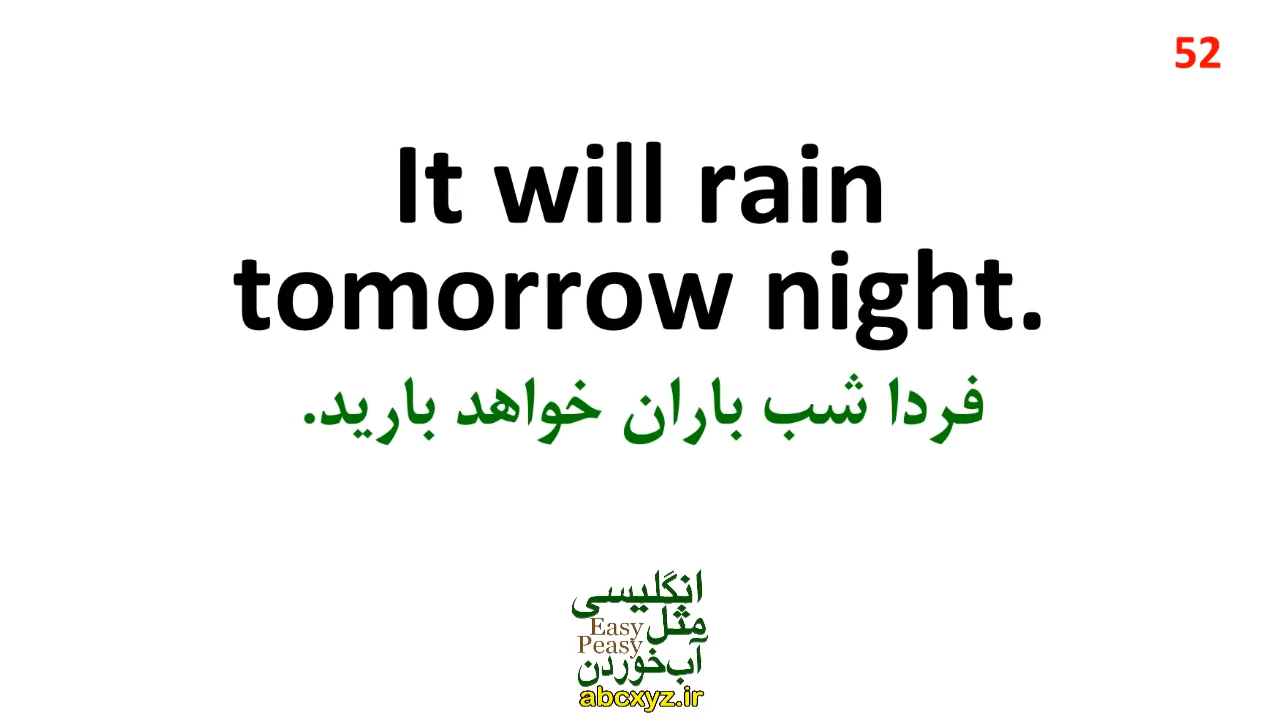 52
It will rain
tomorrow night.
فردا شب باران خواهد بارید.
انگلیسی
مثل
Easy
Peasy
آب‌خوردن
abcxyz.ir